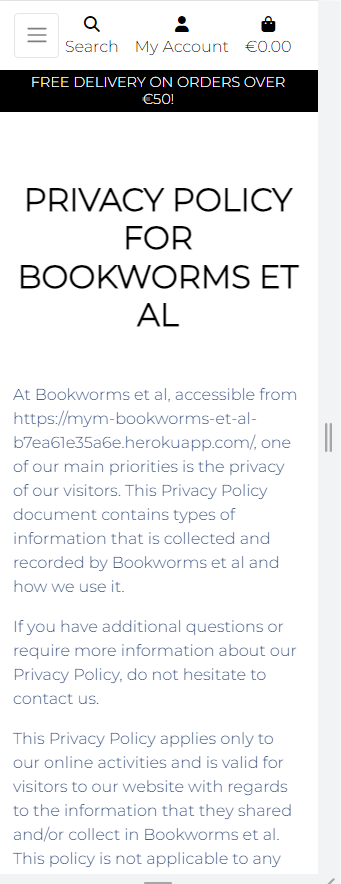 Search My Account €0.00
FREE DELIVERY ON ORDERS OVER
€50!
PRIVACY POLICY
FOR
BOOKWORMS ET
AL
At Bookworms et al, accessible from
https://mym-bookworms-et-al-
b7ea61e35a6e.herokuapp.com/, one
of our main priorities is the privacy
of our visitors. This Privacy Policy
document contains types of
information that is collected and
recorded by Bookworms et al and
how we use it.
If you have additional questions or
require more information about our
Privacy Policy, do not hesitate to
contact us.
This Privacy Policy applies only to
our online activities and is valid for
visitors to our website with regards
to the information that they shared
and/or collect in Bookworms et al.
This policy is not applicable to any